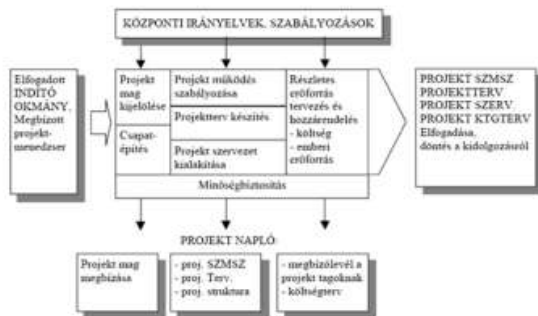 KÖZPONTI IRÁNYELVEK, SZABÁLYOZÁSOK
Elfogadott
INDÍTÓ
OKMÁNY,
Megbízott
projekt-
menedzser
Projekt
mag
kijelölése
Csapat-
építés
Projekt működés
szabályozása
Projektterv készítés
Projekt szervezet
kialakítása
Részletes
erőforrás
tervezés és
hozzárendelés
- költség
- emberi
erőforrás
Minőségbiztosítás
PROJEKT SZMSZ
PROJEKTTERV
PROJEKT SZERV.
PROJEKT KTGTERV
Elfogadása,
döntés a kidolgozásról
PROJEKT NAPLÓ:
Projekt mag
megbízása
- proj. SZMSZ
- proj. Terv.
- proj. struktura
-megbízólevél a
projekt tagoknak
- költségterv